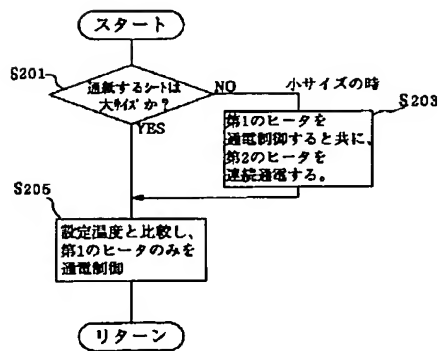 スタート
S201
通紙するシートは
大サイズか？
NO
小サイズの時
S203
YES
第1のヒータを
通電制御すると共に、
第2のヒータを
連続通電する。
S205
設定温度と比較し、
第1のヒータのみを
通電制御
リターン